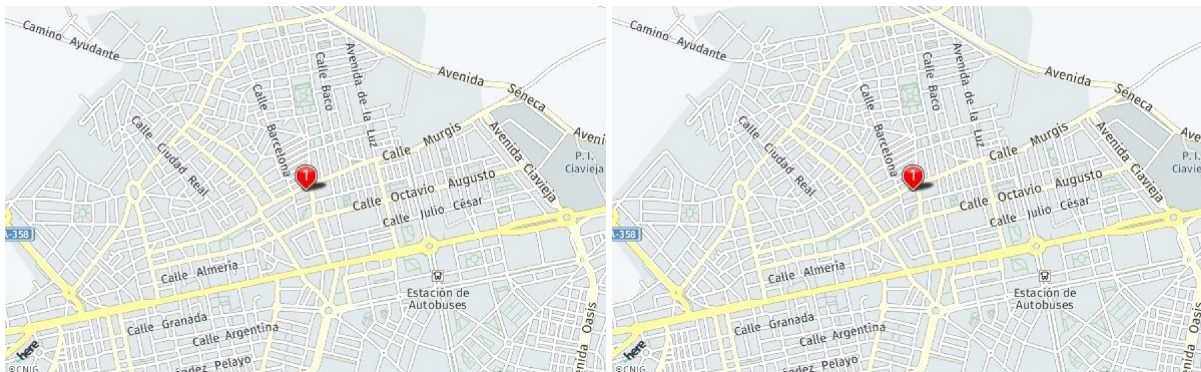 Camino Ayudante
Avenida Séneca
Avenida de la Luz
Calle Baco
Calle Barcelona
Calle Ciudad Real
Calle Murgis
Avenida Ciavieja
P. I.
Ciavieja
1
Calle Octavio Augusto
Calle Julio César
A-358
Calle Almería
Estación de
Autobuses
Calle Granada
Calle Argentina
Pelayo
Oasis
here
©CNIG
Camino Ayudante
Avenida Séneca
Avenida de la Luz
Calle Baco
Calle Barcelona
Calle Ciudad Real
Calle Murgis
Avenida Ciavieja
P. I.
Ciavieja
1
Calle Octavio Augusto
Calle Julio César
A-358
Calle Almería
Estación de
Autobuses
Calle Granada
Calle Argentina
Pelayo
Oasis
here
©CNIG